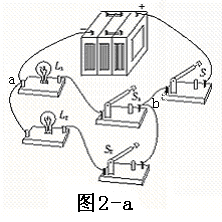 − +
L₁ S
a S₁
b
L₂
S₂
图2-a